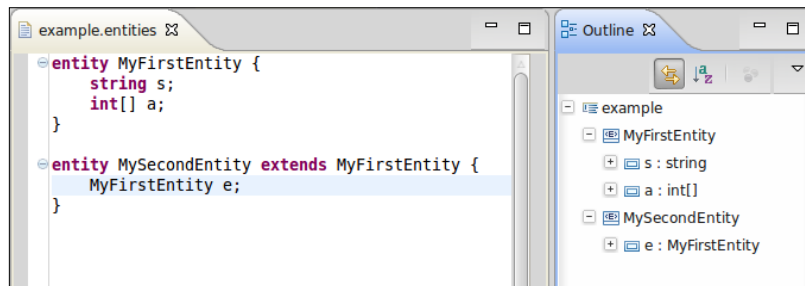 example.entities
entity MyFirstEntity {
string s;
int[] a;
}
entity MySecondEntity extends MyFirstEntity {
MyFirstEntity e;
}
Outline
a
z
example
E MyFirstEntity
s : string
a : int[]
E MySecondEntity
e : MyFirstEntity